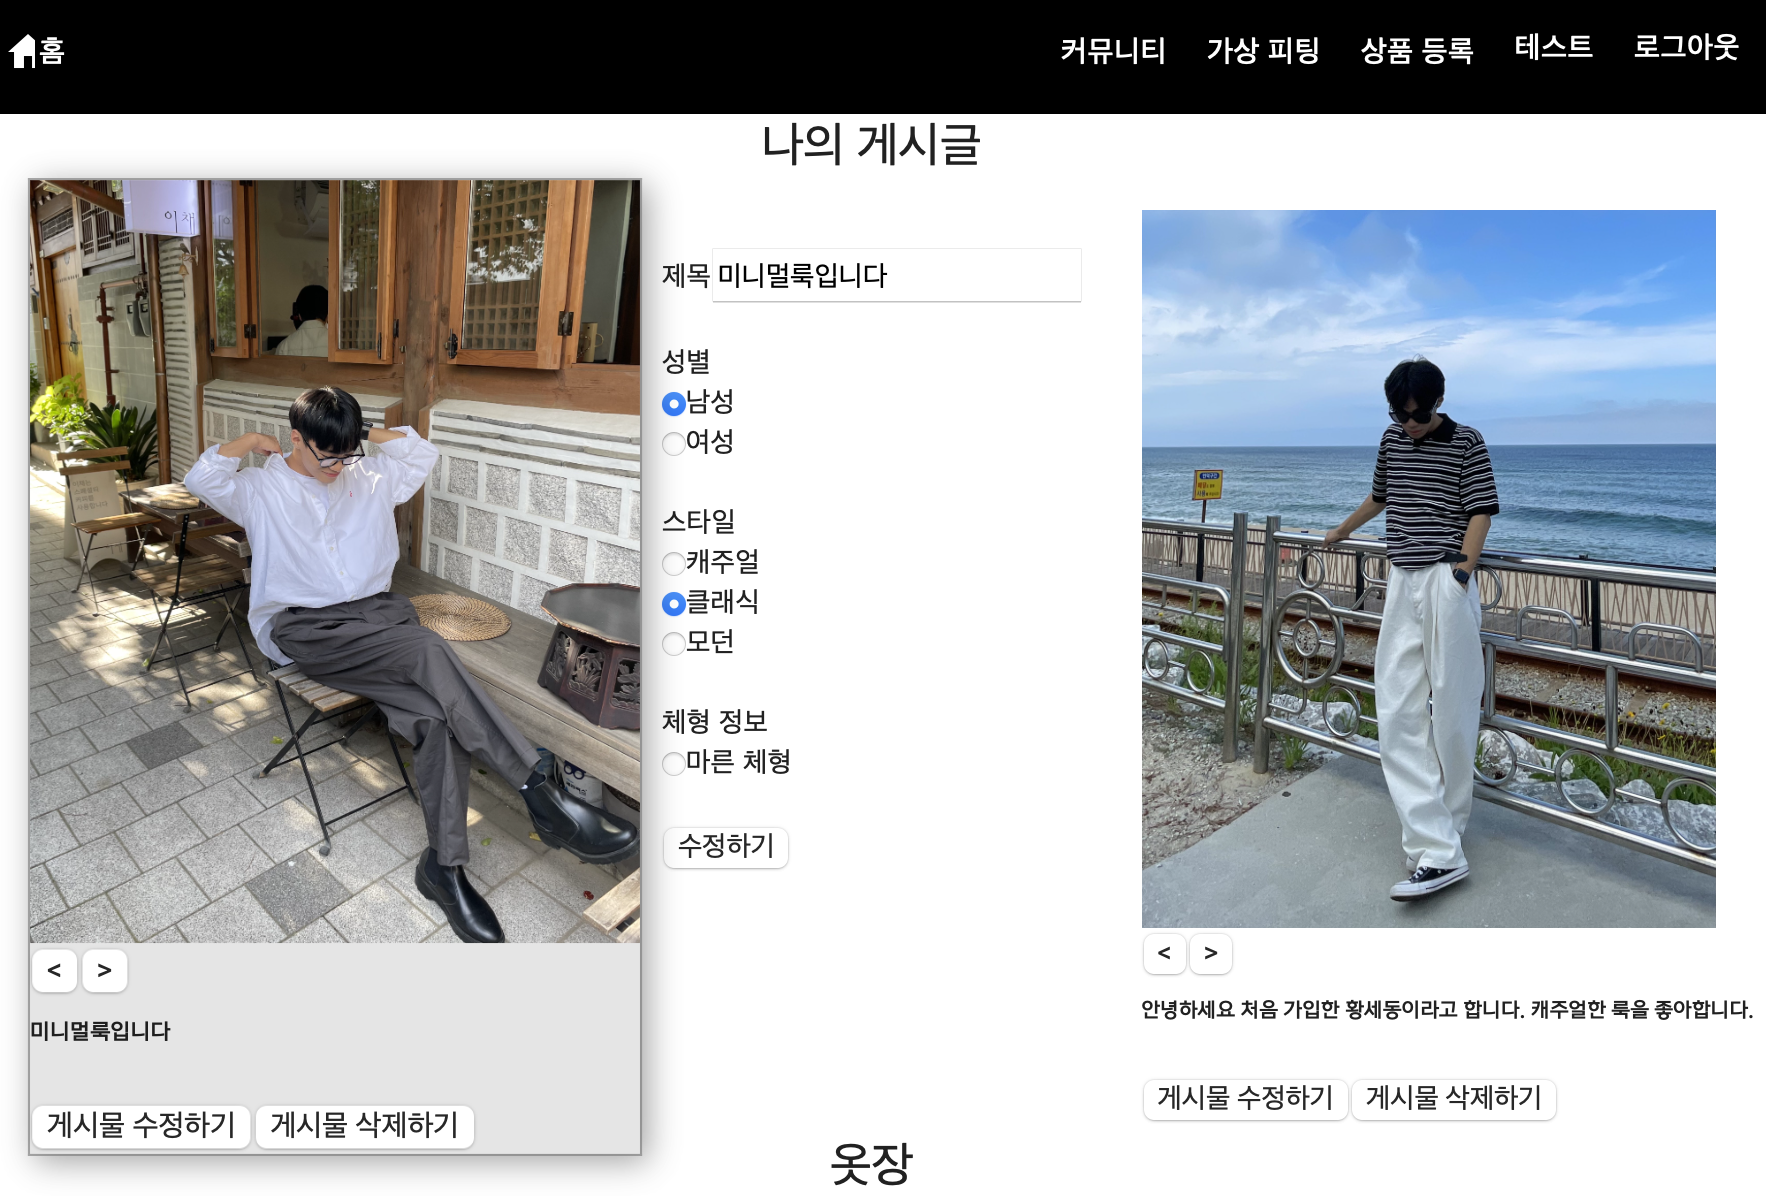 홈
커뮤니티
가상 피팅
상품 등록
테스트
로그아웃
나의 게시글
이채
< >
미니멀룩입니다
게시물 수정하기 게시물 삭제하기
제목 미니멀룩입니다
성별
남성
여성
스타일
캐주얼
클래식
모던
체형 정보
마른 체형
수정하기
< >
안녕하세요 처음 가입한 황세동이라고 합니다. 캐주얼한 룩을 좋아합니다.
게시물 수정하기 게시물 삭제하기
옷장